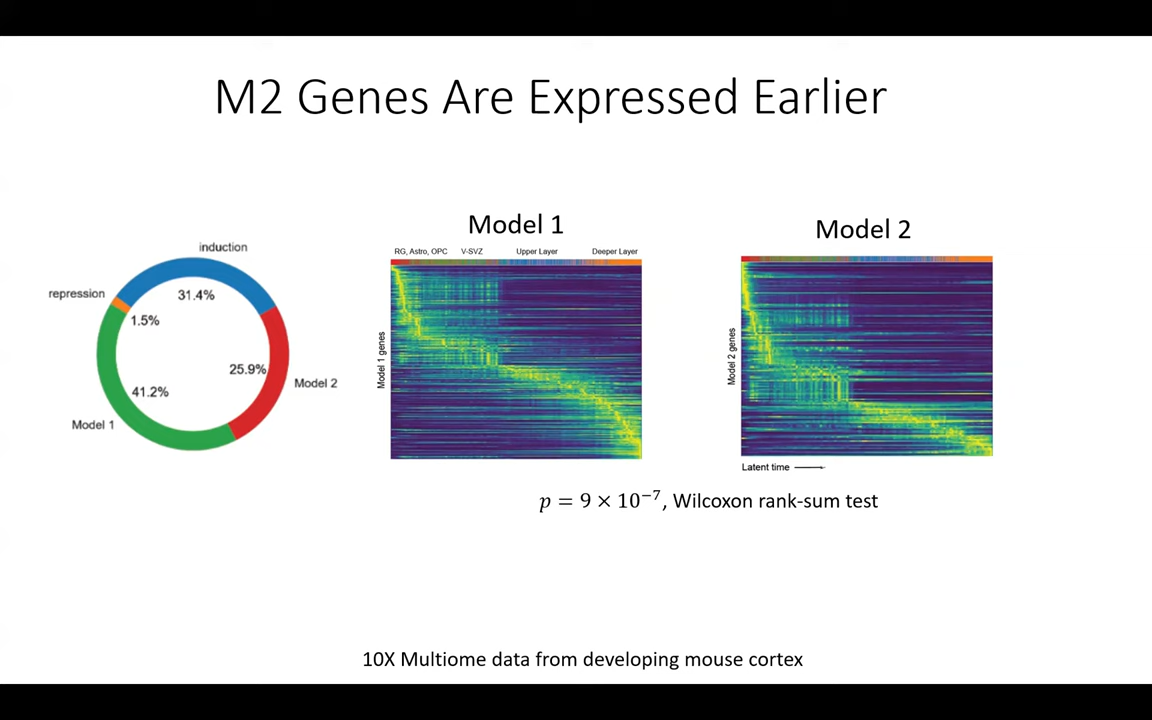 M2 Genes Are Expressed Earlier
induction
31.4%
repression
1.5%
25.9%
Model 2
41.2%
Model 1
Model 1
RG, Astro, OPC V-SVZ Upper Layer Deeper Layer
Model 1 genes
Model 2
Model 2 genes
Latent time
p = 9 × 10⁻⁷, Wilcoxon rank-sum test
10X Multiome data from developing mouse cortex